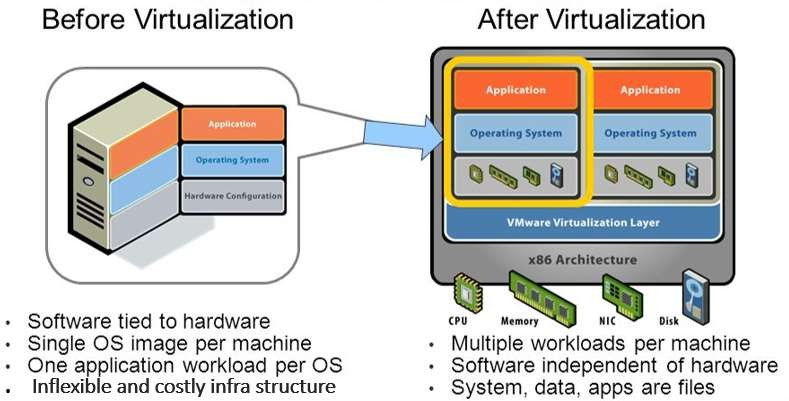 Before Virtualization
After Virtualization
Application
Operating System
Hardware Configuration
Application
Application
Operating System
Operating System
VMware Virtualization Layer
x86 Architecture
CPU
Memory
NIC
Disk
• Software tied to hardware
• Single OS image per machine
• One application workload per OS
. Inflexible and costly infra structure
• Multiple workloads per machine
• Software independent of hardware
• System, data, apps are files